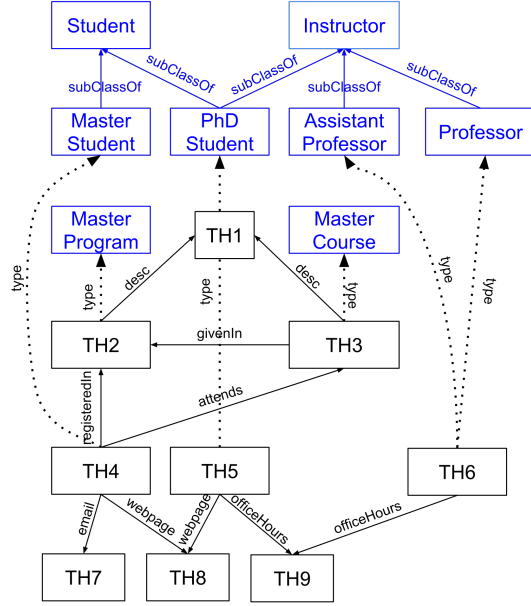 Student
Instructor
subClassOf
subClassOf
subClassOf
subClassOf
subClassOf
Master
Student
PhD
Student
Assistant
Professor
Professor
Master
Program
TH1
Master
Course
type
type
desc
type
desc
type
type
type
TH2
givenIn
TH3
registeredIn
attends
TH4
TH5
TH6
email
webpage
webpage
officeHours
officeHours
TH7
TH8
TH9